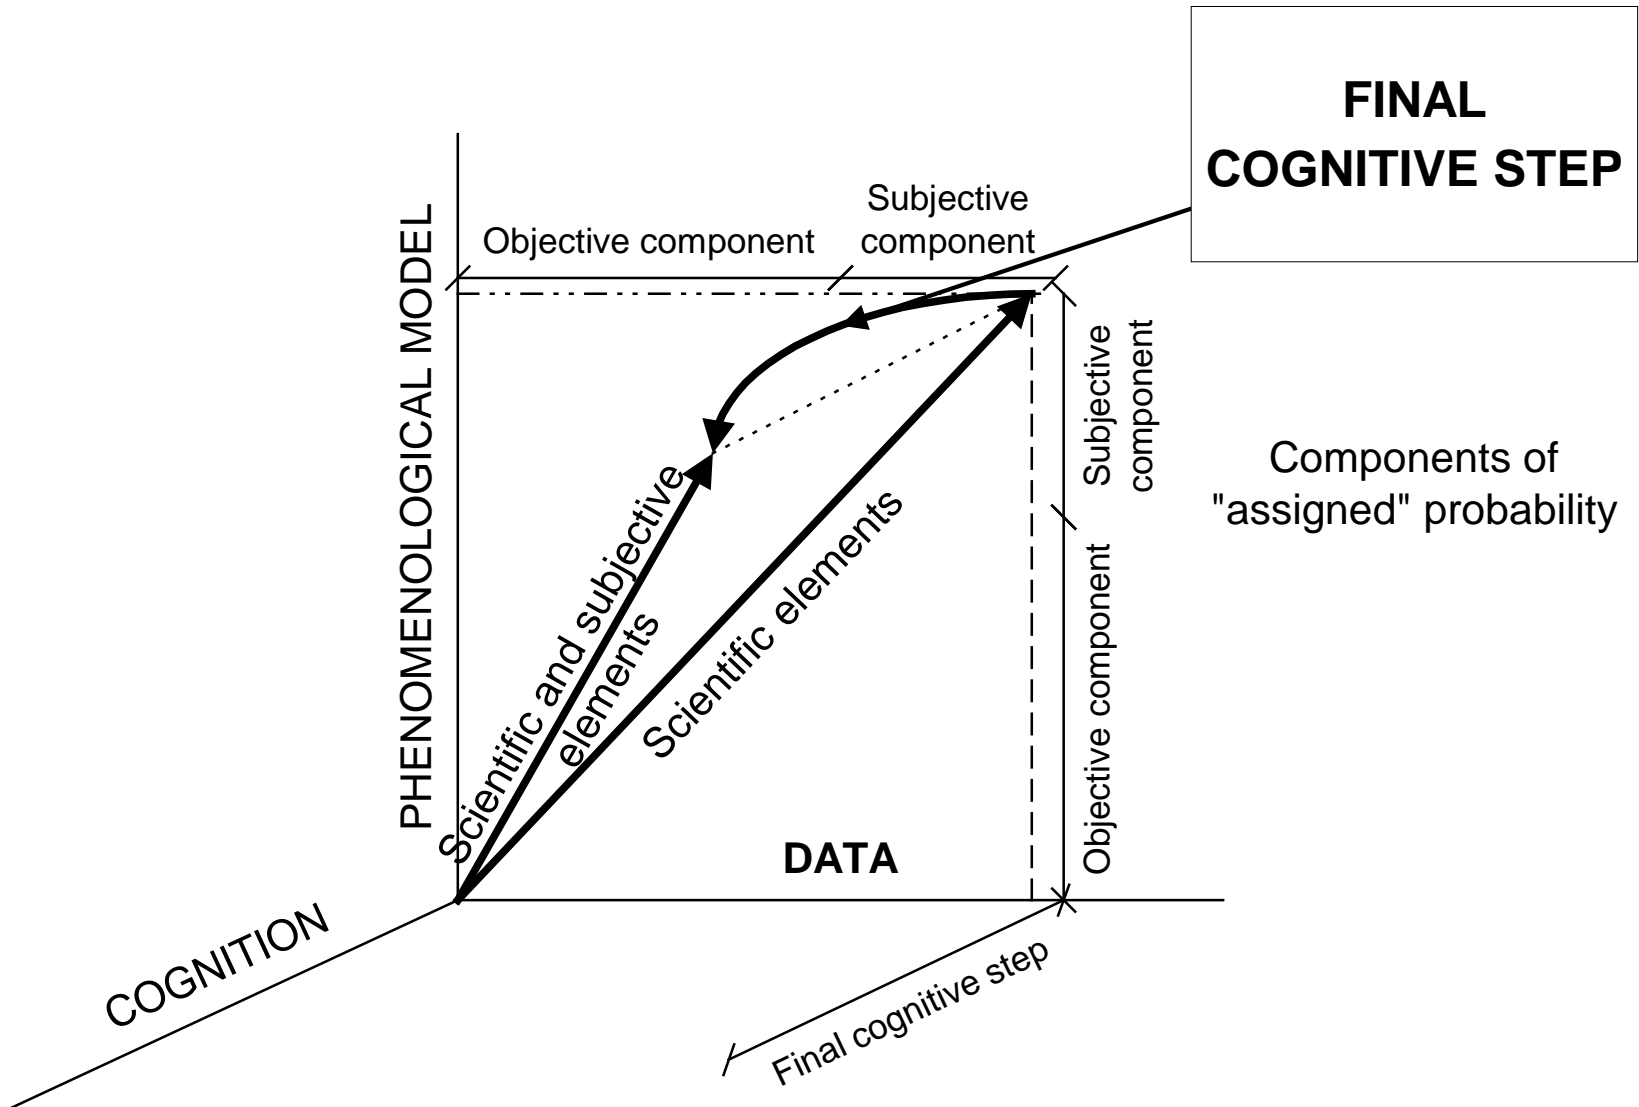 FINAL
COGNITIVE STEP
Subjective
component
Objective component
PHENOMENOLOGICAL MODEL
Subjective
component
Components of
"assigned" probability
Scientific and subjective
elements
Scientific elements
Objective component
DATA
COGNITION
Final cognitive step